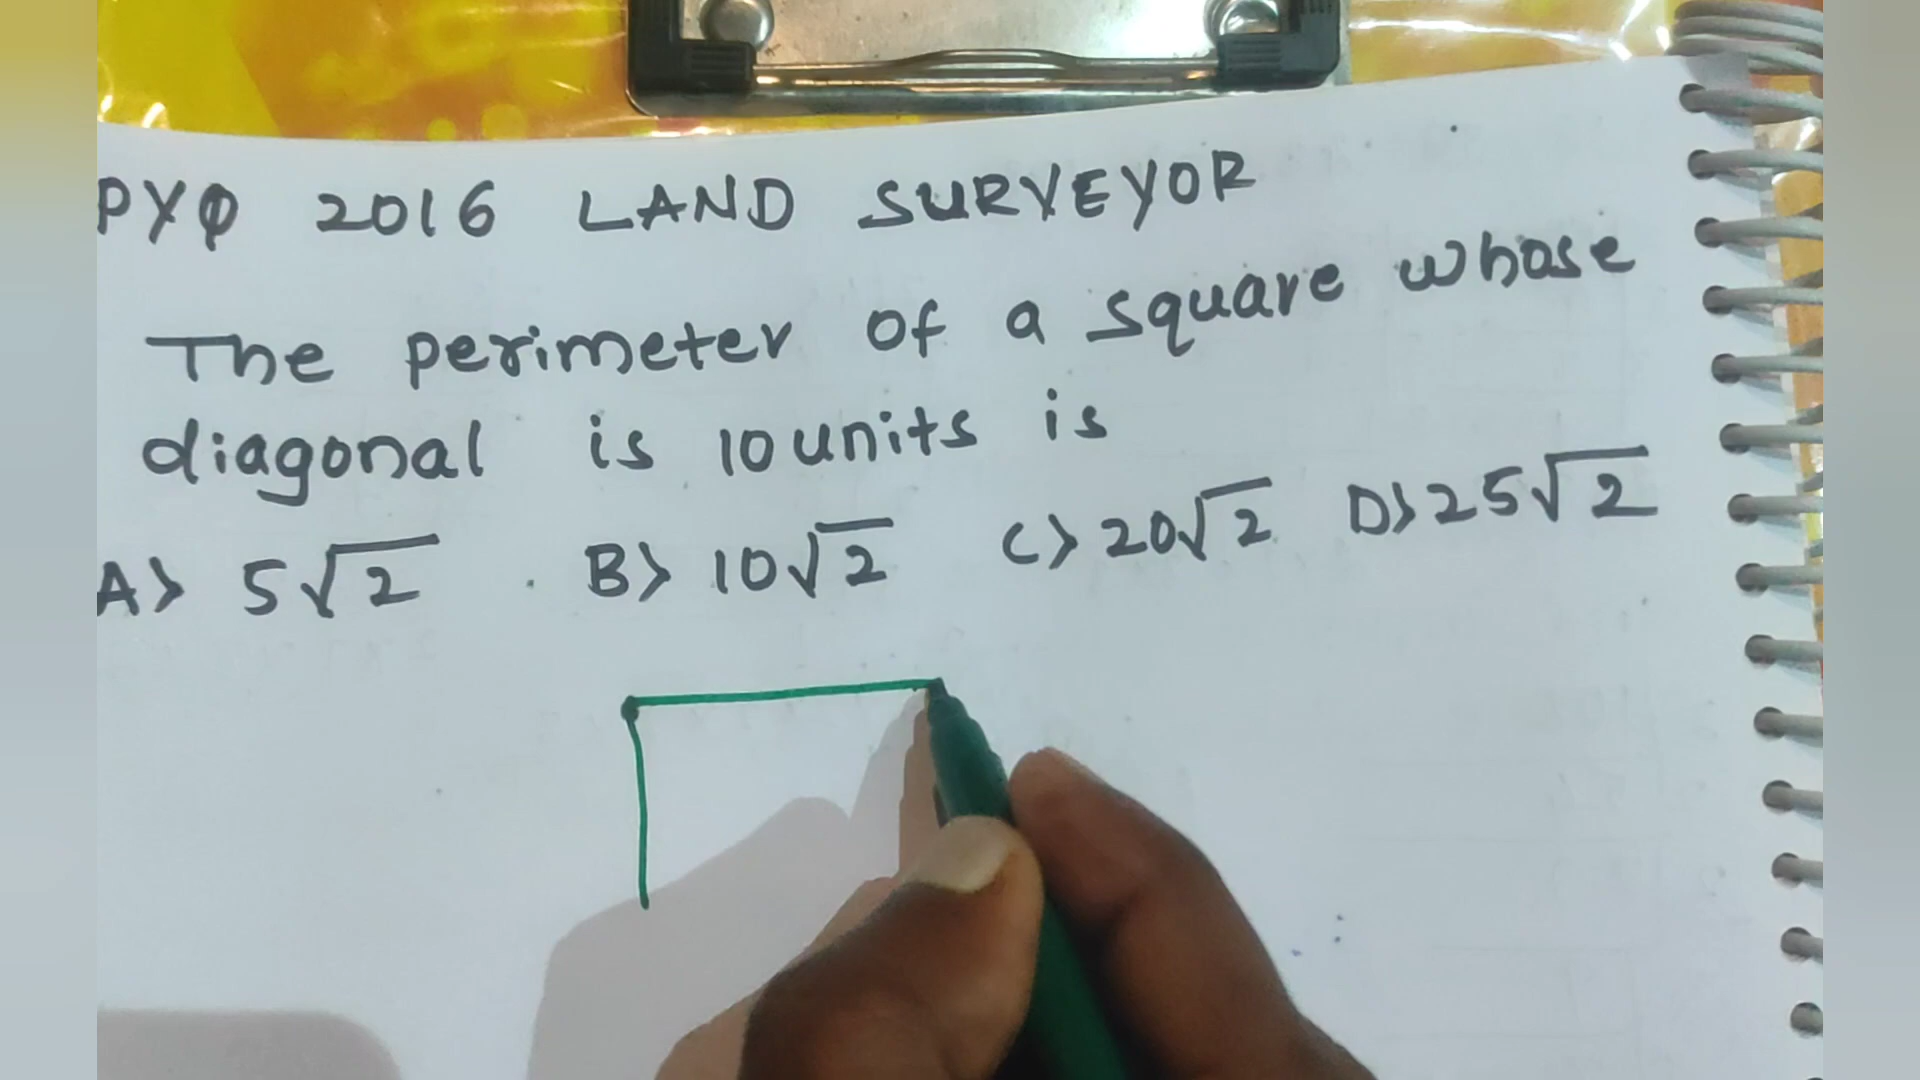 PYQ 2016 LAND SURVEYOR
The perimeter of a square whose
diagonal is 10 units is
A> 5√2 B> 10√2 C> 20√2 D> 25√2